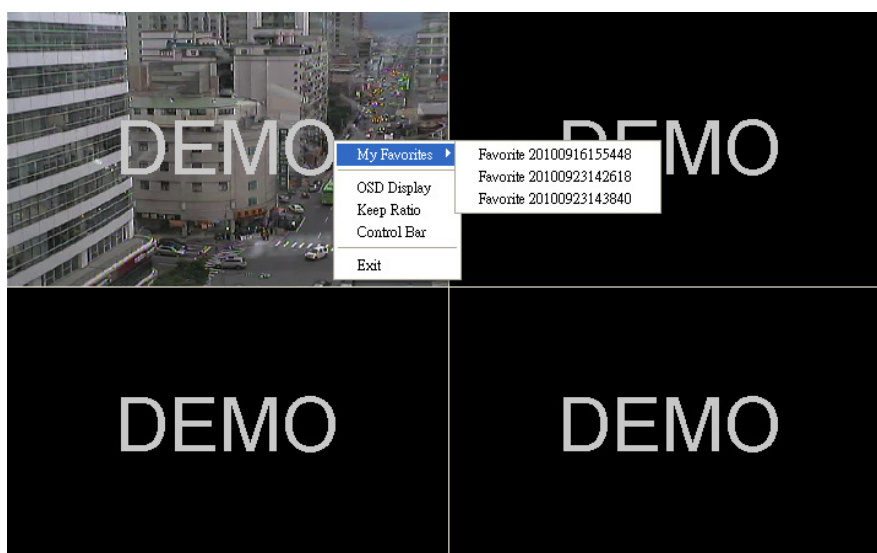 DEMO
DEMO
My Favorites
OSD Display
Keep Ratio
Control Bar
Exit
Favorite 20100916155448
Favorite 20100923142618
Favorite 20100923143840
DEMO
DEMO